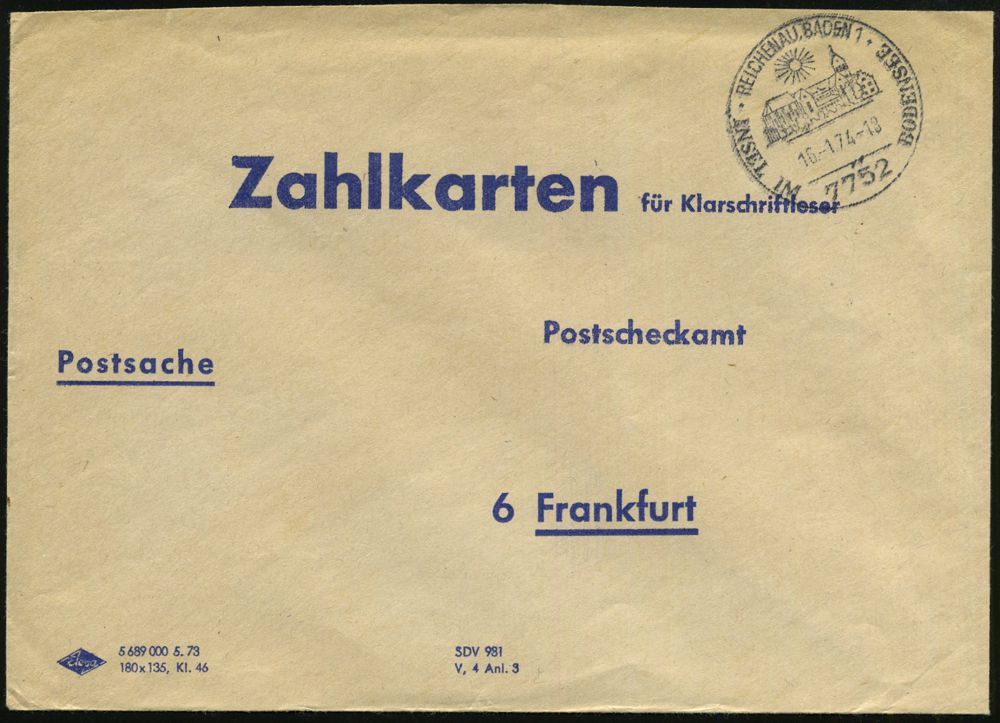 REICHENAU, BADEN 1 · BODENSEE
INSEL IM
16.-1.74-18
7752
Zahlkarten für Klarschriftleser
Postscheckamt
Postsache
6 Frankfurt
Elova
5 689 000 5. 73
180x135, Kl. 46
SDV 981
V, 4 Anl. 3